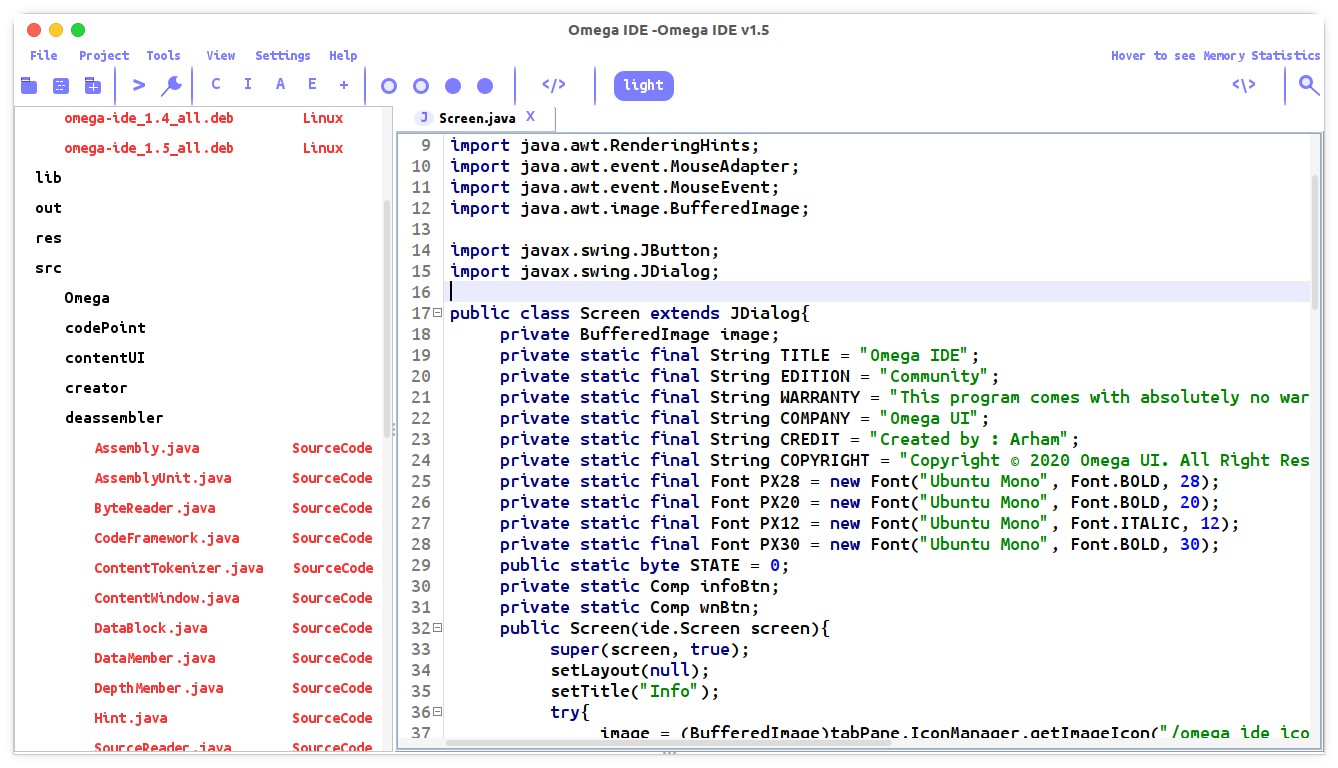 Omega IDE -Omega IDE v1.5
File Project Tools View Settings Help Hover to see Memory Statistics
> C I A E + </> light <\>
omega-ide_1.4_all.deb Linux
omega-ide_1.5_all.deb Linux
lib
out
res
src
Omega
codePoint
contentUI
creator
deassembler
Assembly.java SourceCode
AssemblyUnit.java SourceCode
ByteReader.java SourceCode
CodeFramework.java SourceCode
ContentTokenizer.java SourceCode
ContentWindow.java SourceCode
DataBlock.java SourceCode
DataMember.java SourceCode
DepthMember.java SourceCode
Hint.java SourceCode
SourceReader.java SourceCode
J Screen.java X
9 import java.awt.RenderingHints;
10 import java.awt.event.MouseAdapter;
11 import java.awt.event.MouseEvent;
12 import java.awt.image.BufferedImage;
13
14 import javax.swing.JButton;
15 import javax.swing.JDialog;
16
17 public class Screen extends JDialog{
18 private BufferedImage image;
19 private static final String TITLE = "Omega IDE";
20 private static final String EDITION = "Community";
21 private static final String WARRANTY = "This program comes with absolutely no war
22 private static final String COMPANY = "Omega UI";
23 private static final String CREDIT = "Created by : Arham";
24 private static final String COPYRIGHT = "Copyright © 2020 Omega UI. All Right Res
25 private static final Font PX28 = new Font("Ubuntu Mono", Font.BOLD, 28);
26 private static final Font PX20 = new Font("Ubuntu Mono", Font.BOLD, 20);
27 private static final Font PX12 = new Font("Ubuntu Mono", Font.ITALIC, 12);
28 private static final Font PX30 = new Font("Ubuntu Mono", Font.BOLD, 30);
29 public static byte STATE = 0;
30 private static Comp infoBtn;
31 private static Comp wnBtn;
32 public Screen(ide.Screen screen){
33 super(screen, true);
34 setLayout(null);
35 setTitle("Info");
36 try{
37 image = (BufferedImage)tabPane.IconManager.getImageIcon("/omega_ide_ico